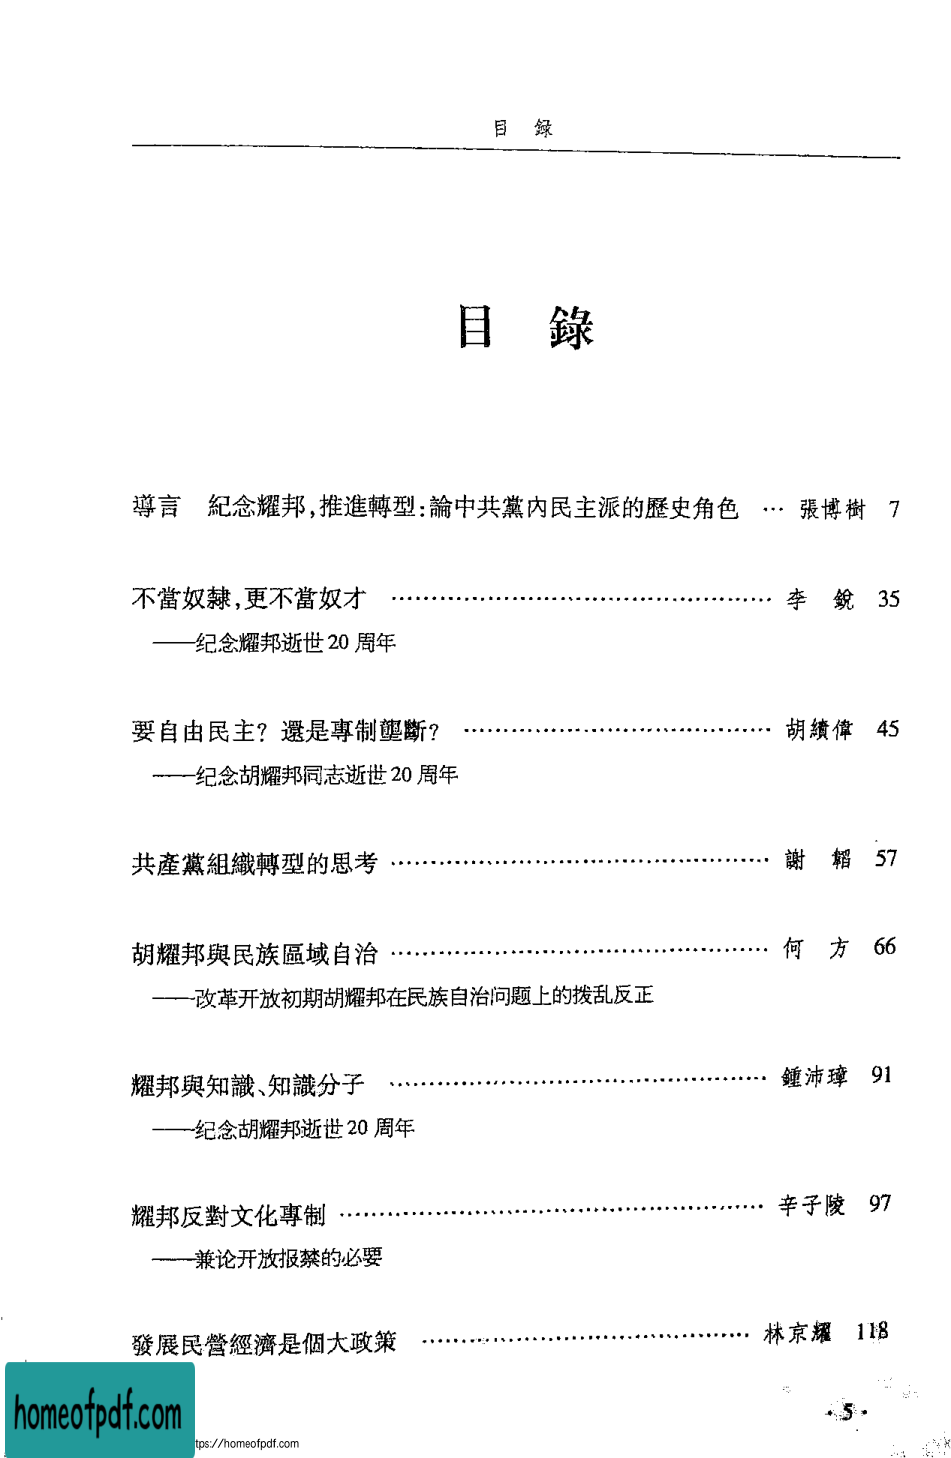 目 錄
目 錄
導言 紀念耀邦,推進轉型:論中共黨內民主派的歷史角色 … 張博樹 7
不當奴隸,更不當奴才 …………………………………… 李 銳 35
——纪念耀邦逝世20 周年
要自由民主? 還是專制壟斷? …………………………… 胡績偉 45
——纪念胡耀邦同志逝世20 周年
共產黨組織轉型的思考 …………………………………… 謝 韜 57
胡耀邦與民族區域自治 …………………………………… 何 方 66
——改革开放初期胡耀邦在民族自治问题上的拨乱反正
耀邦與知識、知識分子 …………………………………… 鍾沛璋 91
——纪念胡耀邦逝世20 周年
耀邦反對文化專制 ………………………………………… 辛子陵 97
——兼论开放报禁的必要
發展民營經濟是個大政策 ……………………………… 林京耀 118
· 5 ·
homeofpdf.com
tps://homeofpdf.com